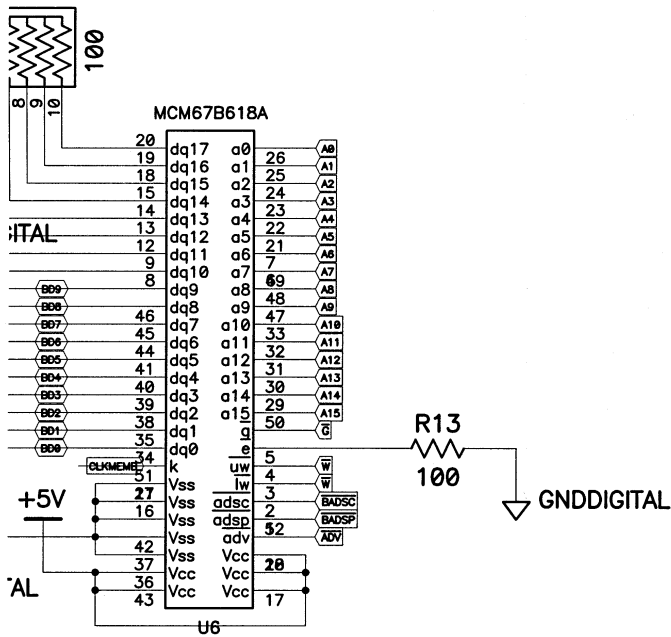 100
8 9 10
MCM67B618A
20 dq17 a0 A0
19 dq16 a1 26 A1
18 dq15 a2 25 A2
15 dq14 a3 24 A3
14 dq13 a4 23 A4
GITAL 13 dq12 a5 22 A5
12 dq11 a6 21 A6
9 dq10 a7 7 A7
8 BD9 dq9 a8 A8
BD8 dq8 a9 48 A9
BD7 46 dq7 a10 47 A10
BD6 45 dq6 a11 33 A11
BD5 44 dq5 a12 32 A12
BD4 41 dq4 a13 31 A13
BD3 40 dq3 a14 30 A14
BD2 39 dq2 a15 29 A15
BD1 38 dq1 g 50 G
BD0 35 dq0 e
R13
100
CLKMEMB 34 k uw 5 W
51 Vss lw 4 W
+5V Vss adsc 3 BADSC
16 Vss adsp 2 BADSP
Vss adv 52 ADV
GNDDIGITAL
42 Vss Vcc
37 Vcc Vcc
TAL 36 Vcc Vcc
43 17
U6